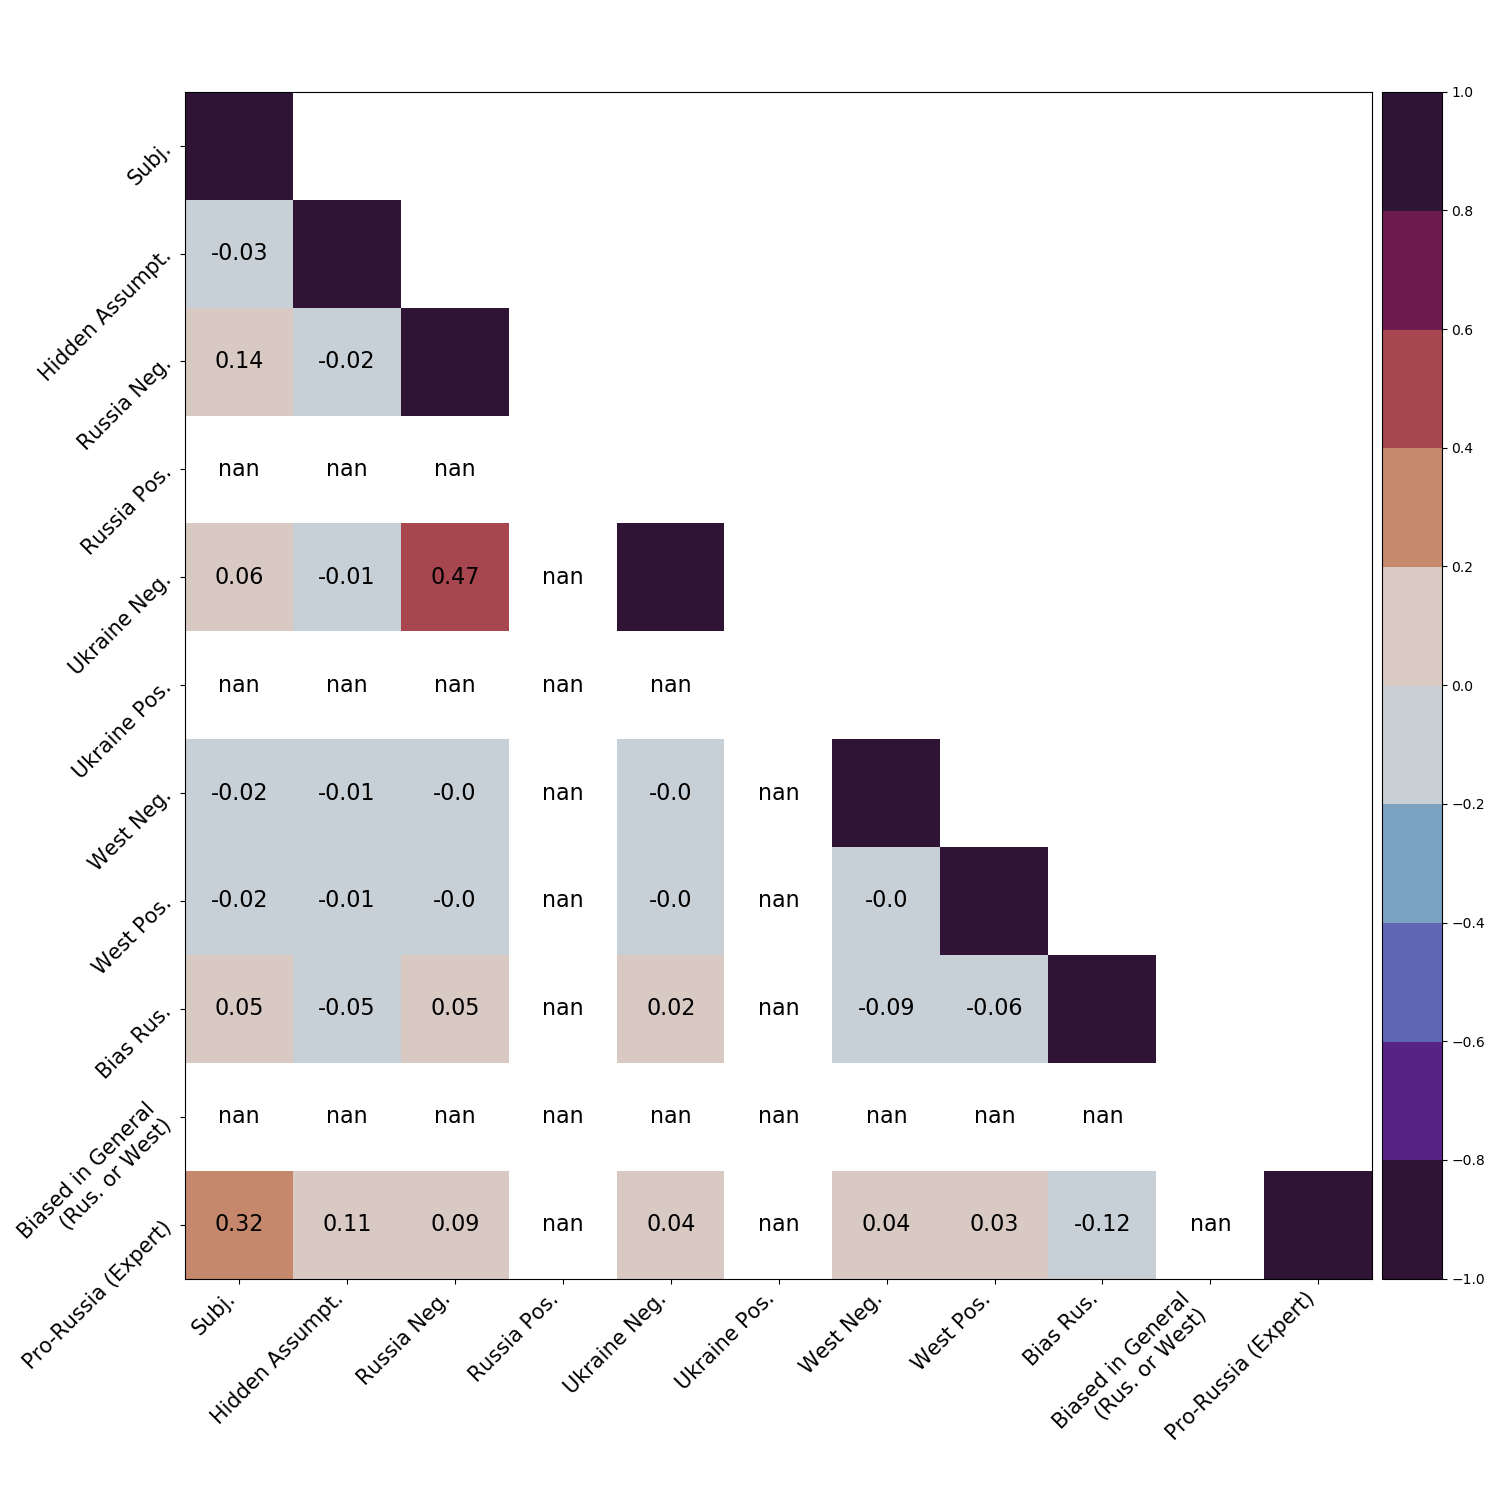 1.0
Subj.
0.8
Hidden Assumpt.
-0.03
Russia Neg.
0.14 -0.02
0.6
Russia Pos.
nan nan nan
0.4
Ukraine Neg.
0.06 -0.01 0.47 nan
0.2
Ukraine Pos.
nan nan nan nan nan
0.0
West Neg.
-0.02 -0.01 -0.0 nan -0.0 nan
−0.2
West Pos.
-0.02 -0.01 -0.0 nan -0.0 nan -0.0
−0.4
Bias Rus.
0.05 -0.05 0.05 nan 0.02 nan -0.09 -0.06
−0.6
Biased in General
(Rus. or West)
nan nan nan nan nan nan nan nan nan
−0.8
Pro-Russia (Expert)
0.32 0.11 0.09 nan 0.04 nan 0.04 0.03 -0.12 nan
−1.0
Subj.
Hidden Assumpt.
Russia Neg.
Russia Pos.
Ukraine Neg.
Ukraine Pos.
West Neg.
West Pos.
Bias Rus.
Biased in General
(Rus. or West)
Pro-Russia (Expert)